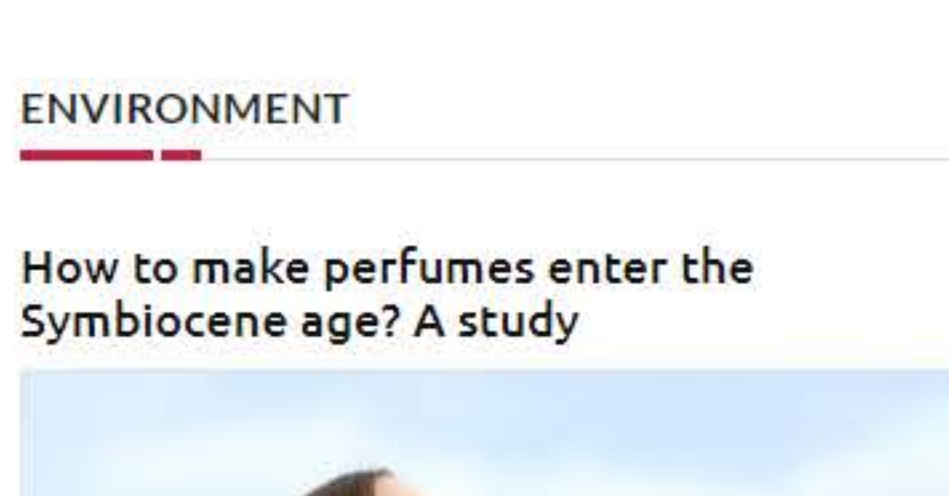 ENVIRONMENT
How to make perfumes enter the
Symbiocene age? A study